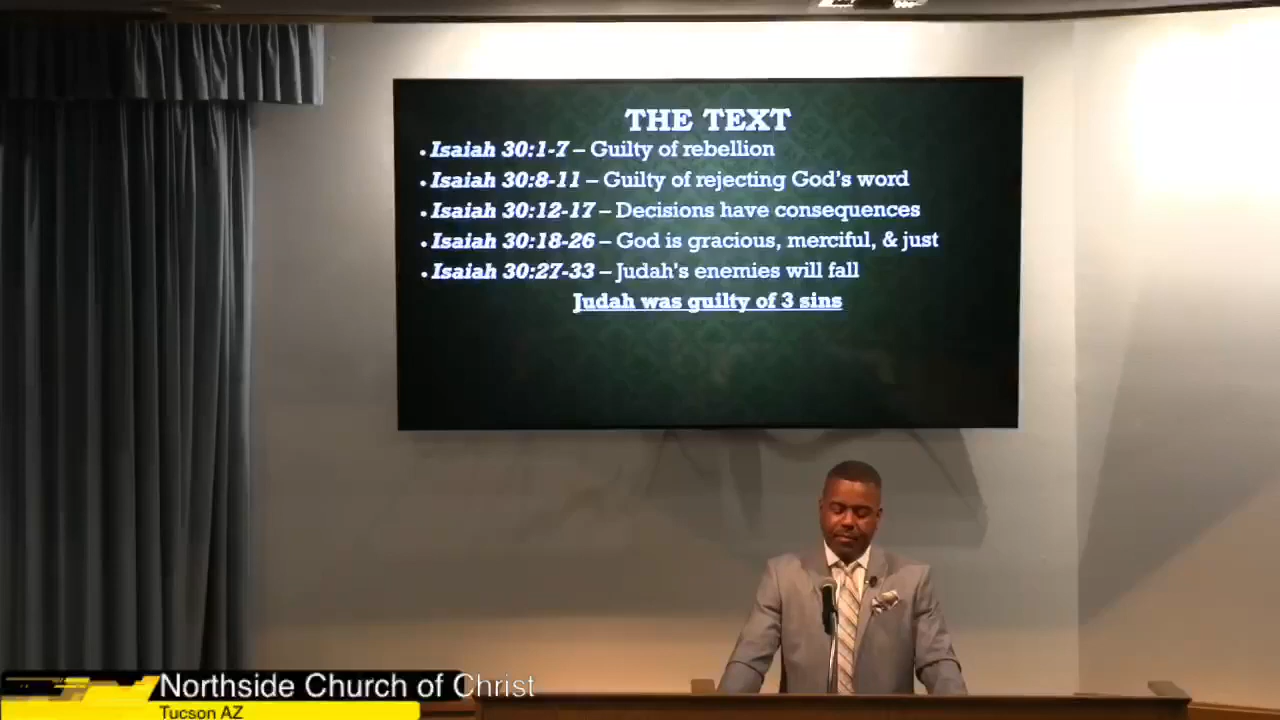 THE TEXT
• Isaiah 30:1-7 – Guilty of rebellion
• Isaiah 30:8-11 – Guilty of rejecting God's word
• Isaiah 30:12-17 – Decisions have consequences
• Isaiah 30:18-26 – God is gracious, merciful, & just
• Isaiah 30:27-33 – Judah's enemies will fall
Judah was guilty of 3 sins
Northside Church of Christ
Tucson AZ